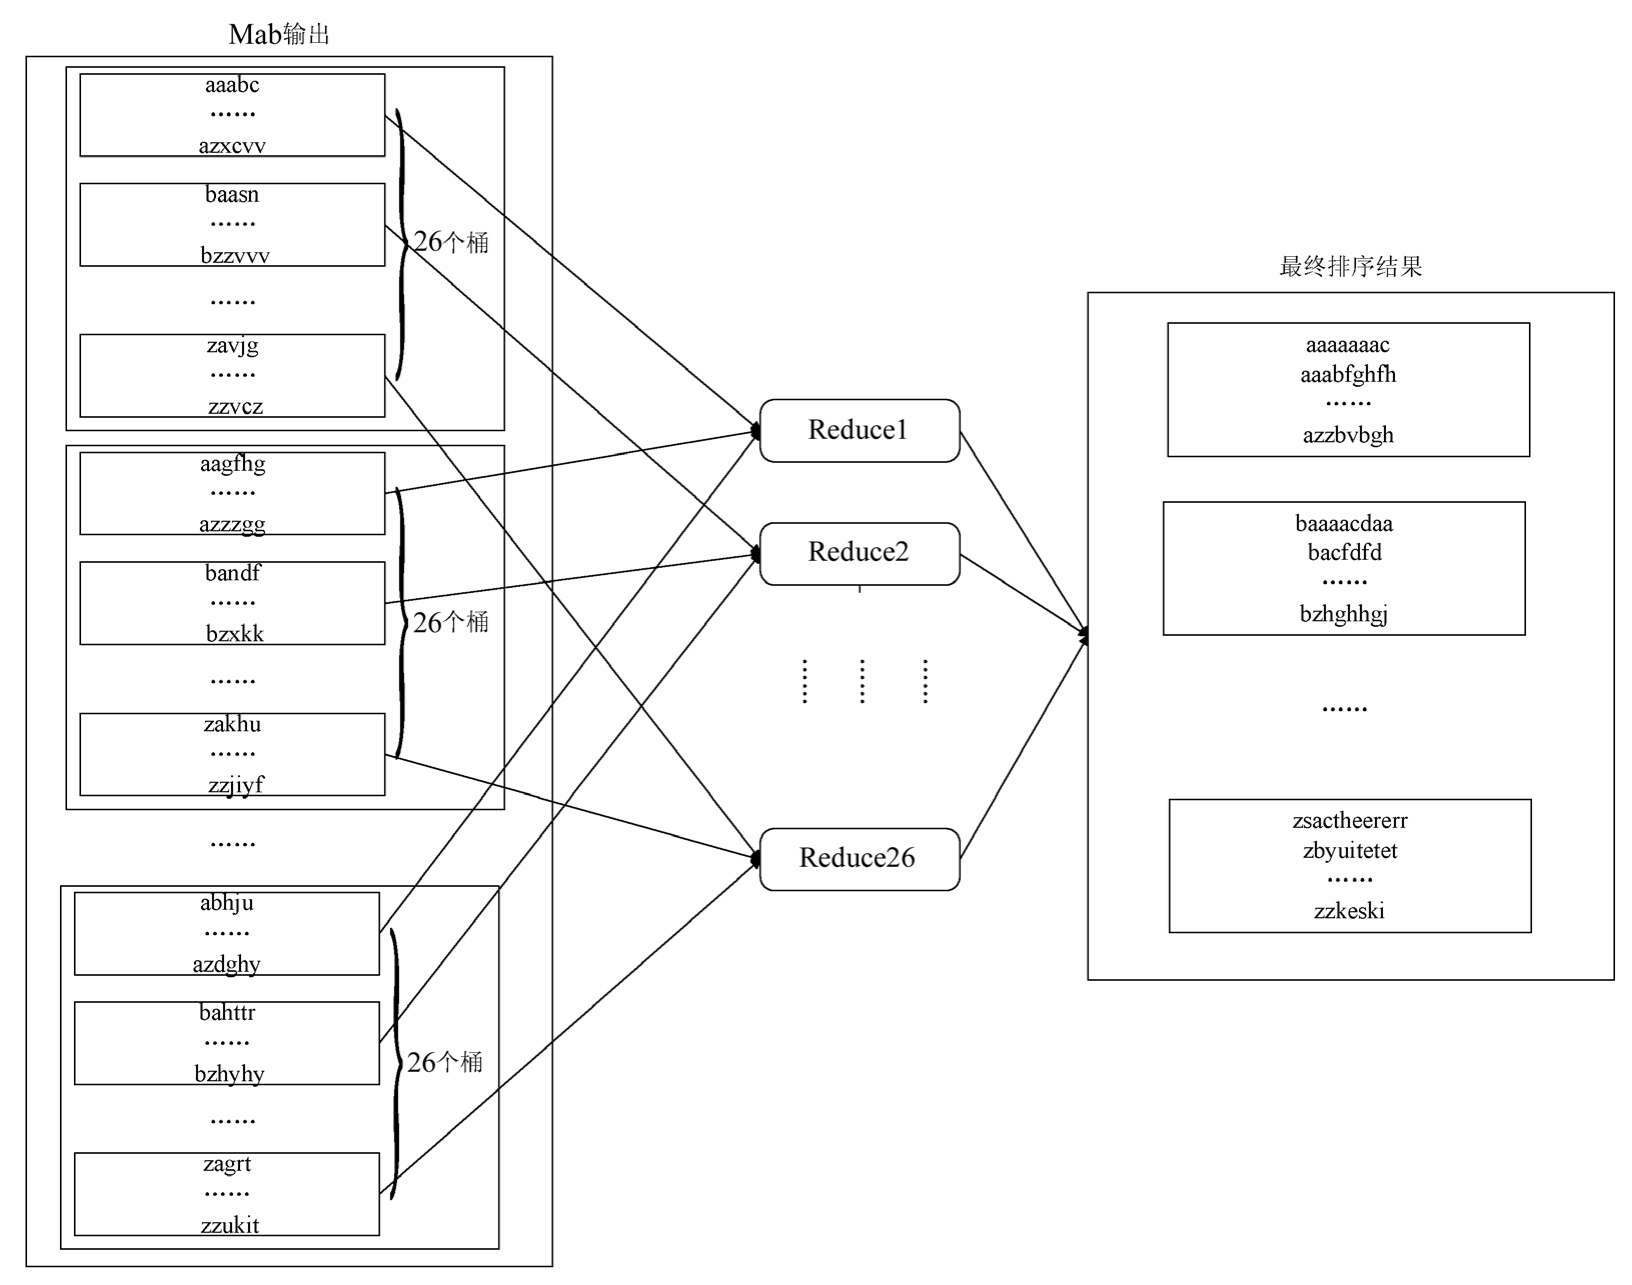 Mab输出
aaabc
······
azxcvv
baasn
······
bzzvvv
······
zavjg
······
zzvcz
26个桶
aagfhg
······
azzzgg
bandf
······
bzxkk
······
zakhu
······
zzjiyf
26个桶
······
abhju
······
azdghy
bahttr
······
bzhyhy
······
zagrt
······
zzukit
26个桶
Reduce1
Reduce2
Reduce26
最终排序结果
aaaaaaac
aaabfghfh
······
azzbvbgh
baaaacdaa
bacfdfd
······
bzhghhgj
······
zsactheererr
zbyuitetet
······
zzkeski